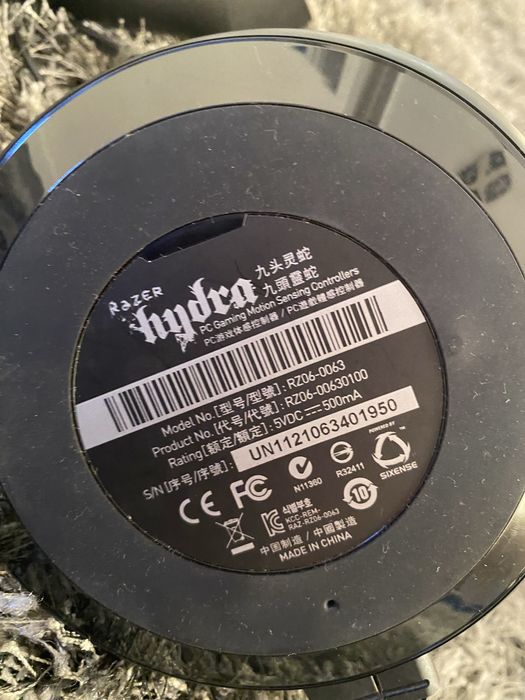 RAZER
hydra 九头灵蛇
九頭靈蛇
PC Gaming Motion Sensing Controllers
PC游戏体感控制器 / PC遊戲體感控制器
Model No.[型号/型號] : RZ06-0063
Product No.[代号/代號] : RZ06-00630100
Rating[额定/額定] : 5VDC ⎓ 500mA
S/N[序号/序號] : UN1121063401950
CE FC N11360 R32411 POWERED BY SIXENSE
10
식별부호
KCC-REM-
RAZ-RZ06-0063
中国制造 / 中國製造
MADE IN CHINA